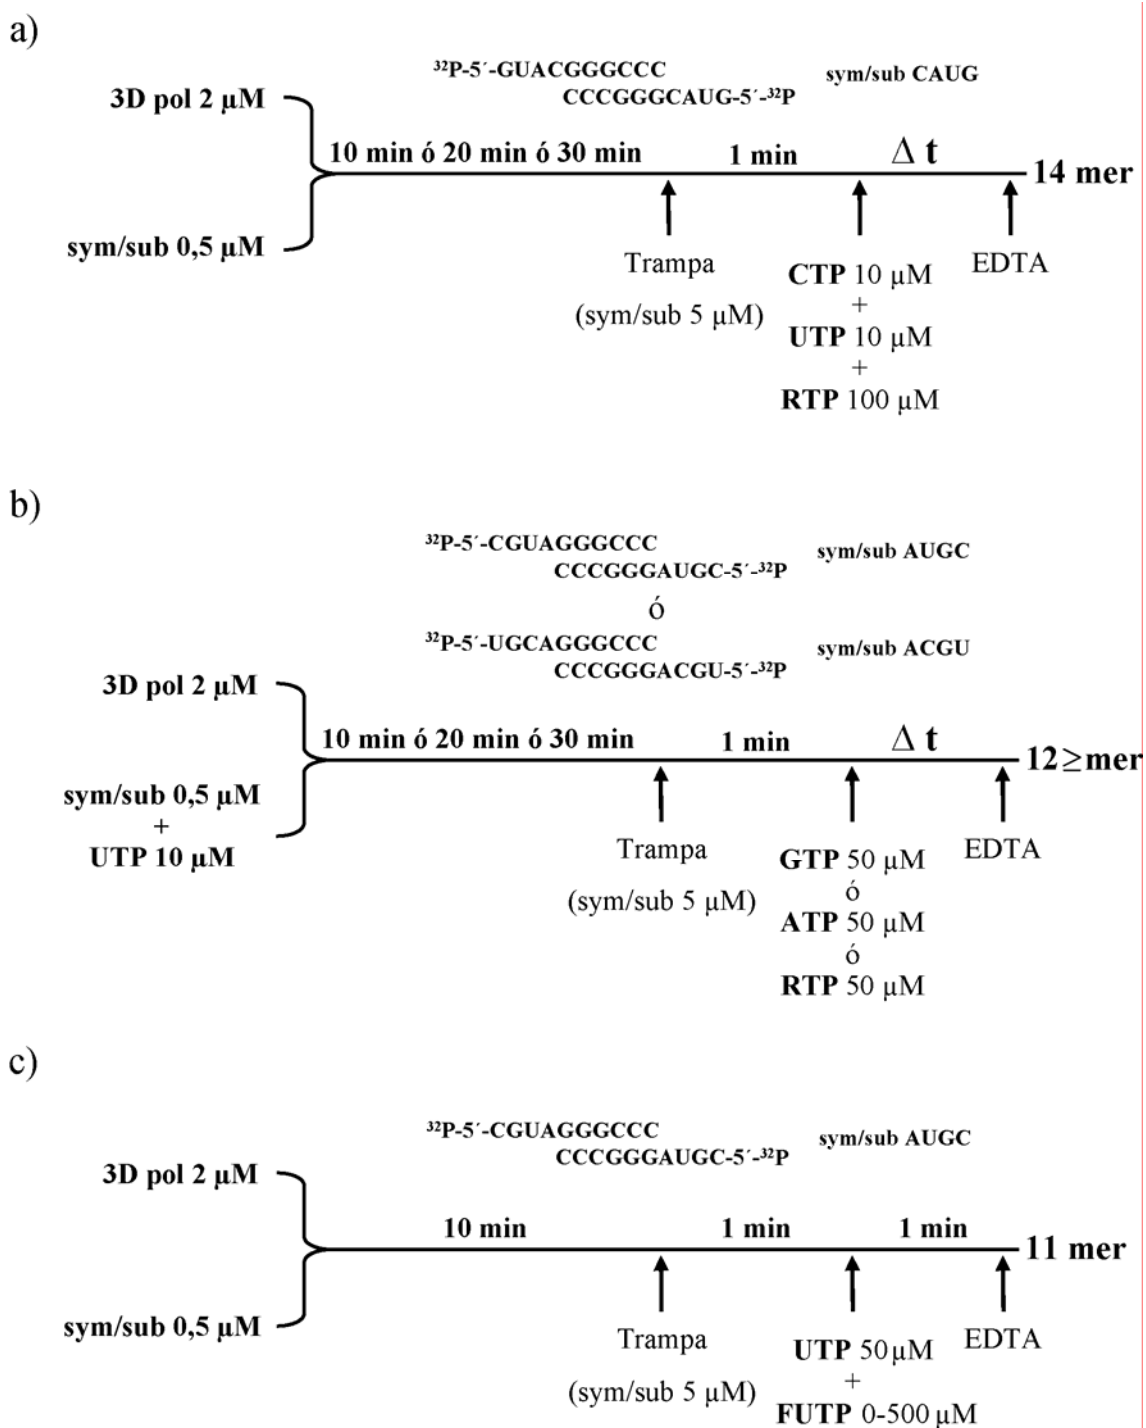 a)
³²P-5´-GUACGGGCCC
CCCGGGCAUG-5´-³²P
sym/sub CAUG
3D pol 2 µM
sym/sub 0,5 µM
10 min ó 20 min ó 30 min
1 min
Δ t
14 mer
Trampa
(sym/sub 5 µM)
CTP 10 µM
+
UTP 10 µM
+
RTP 100 µM
EDTA
b)
³²P-5´-CGUAGGGCCC
CCCGGGAUGC-5´-³²P
sym/sub AUGC
ó
³²P-5´-UGCAGGGCCC
CCCGGGACGU-5´-³²P
sym/sub ACGU
3D pol 2 µM
sym/sub 0,5 µM
+
UTP 10 µM
10 min ó 20 min ó 30 min
1 min
Δ t
12≥mer
Trampa
(sym/sub 5 µM)
GTP 50 µM
ó
ATP 50 µM
ó
RTP 50 µM
EDTA
c)
³²P-5´-CGUAGGGCCC
CCCGGGAUGC-5´-³²P
sym/sub AUGC
3D pol 2 µM
sym/sub 0,5 µM
10 min
1 min
1 min
11 mer
Trampa
(sym/sub 5 µM)
UTP 50 µM
+
FUTP 0-500 µM
EDTA